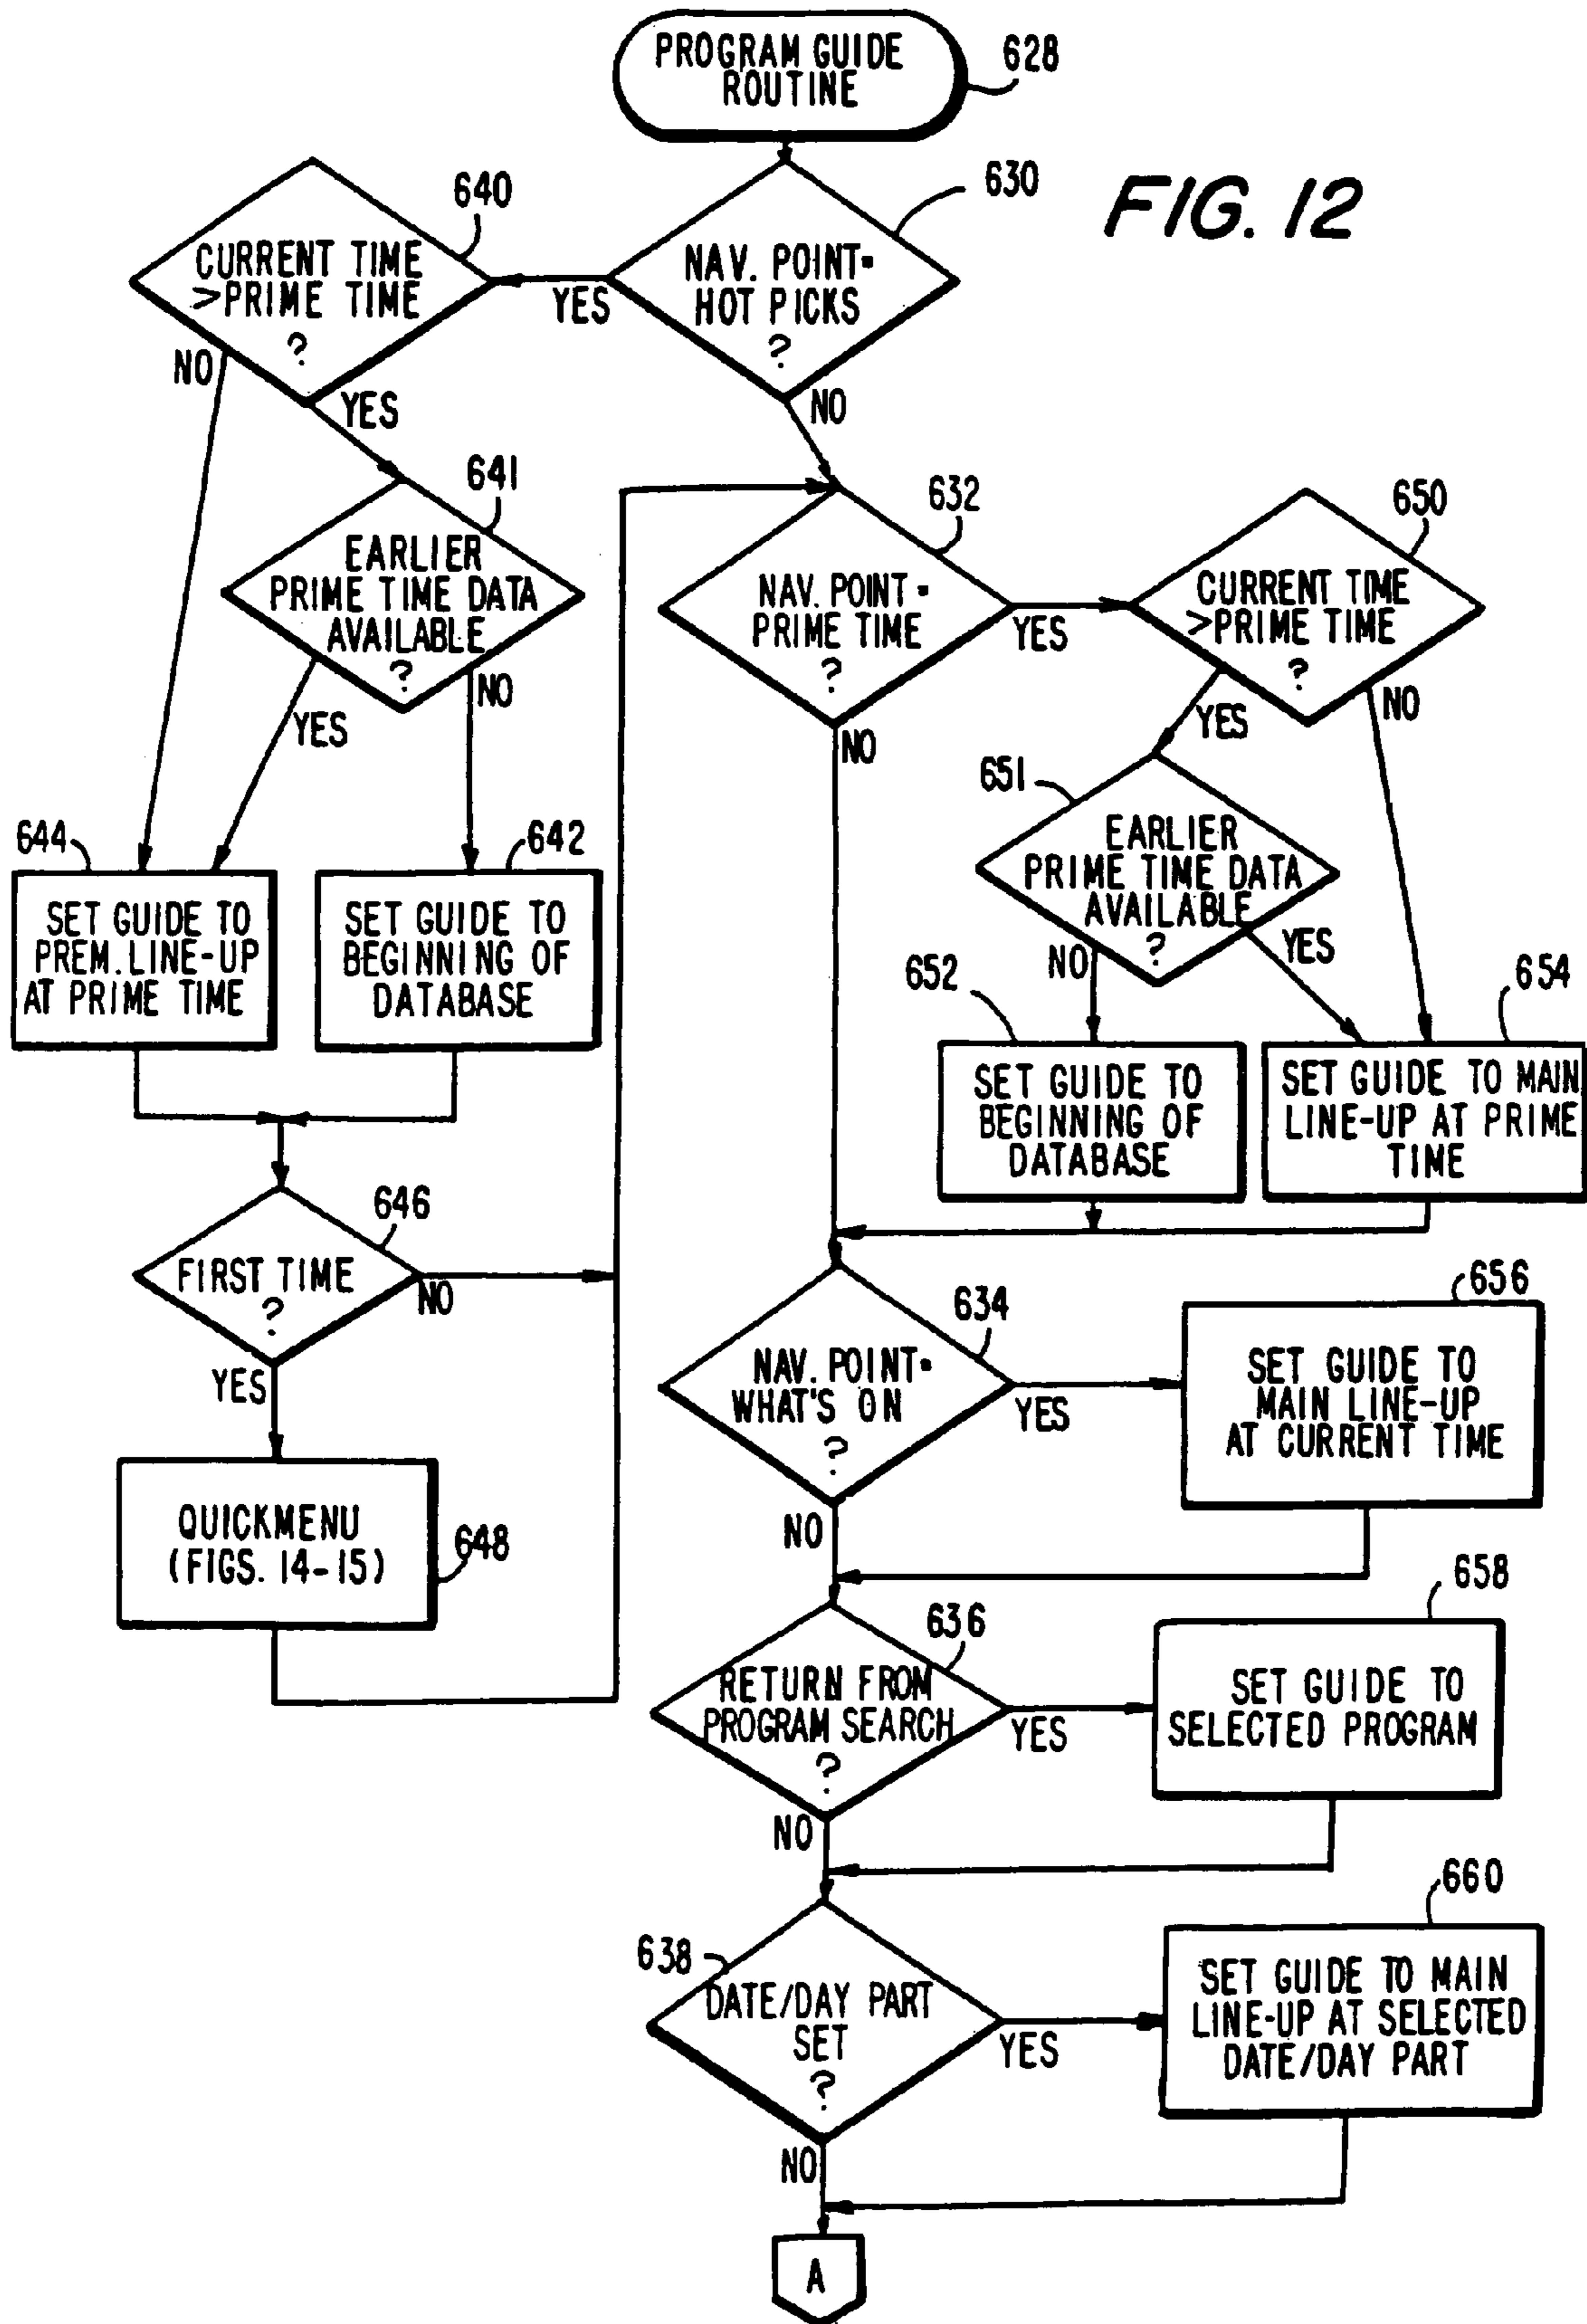 PROGRAM GUIDE
ROUTINE
628
FIG. 12
630
NAV. POINT=
HOT PICKS
?
YES
NO
640
CURRENT TIME
>PRIME TIME
?
NO
YES
641
EARLIER
PRIME TIME DATA
AVAILABLE
?
YES
NO
644
SET GUIDE TO
PREM. LINE-UP
AT PRIME TIME
642
SET GUIDE TO
BEGINNING OF
DATABASE
646
FIRST TIME
?
NO
YES
QUICKMENU
(FIGS. 14-15)
648
632
NAV. POINT=
PRIME TIME
?
YES
NO
650
CURRENT TIME
>PRIME TIME
?
YES
NO
651
EARLIER
PRIME TIME DATA
AVAILABLE
?
NO
YES
652
SET GUIDE TO
BEGINNING OF
DATABASE
654
SET GUIDE TO MAIN
LINE-UP AT PRIME
TIME
634
NAV. POINT=
WHAT'S ON
?
YES
NO
656
SET GUIDE TO
MAIN LINE-UP
AT CURRENT TIME
636
RETURN FROM
PROGRAM SEARCH
?
YES
NO
658
SET GUIDE TO
SELECTED PROGRAM
638
DATE/DAY PART
SET
?
YES
NO
660
SET GUIDE TO MAIN
LINE-UP AT SELECTED
DATE/DAY PART
A